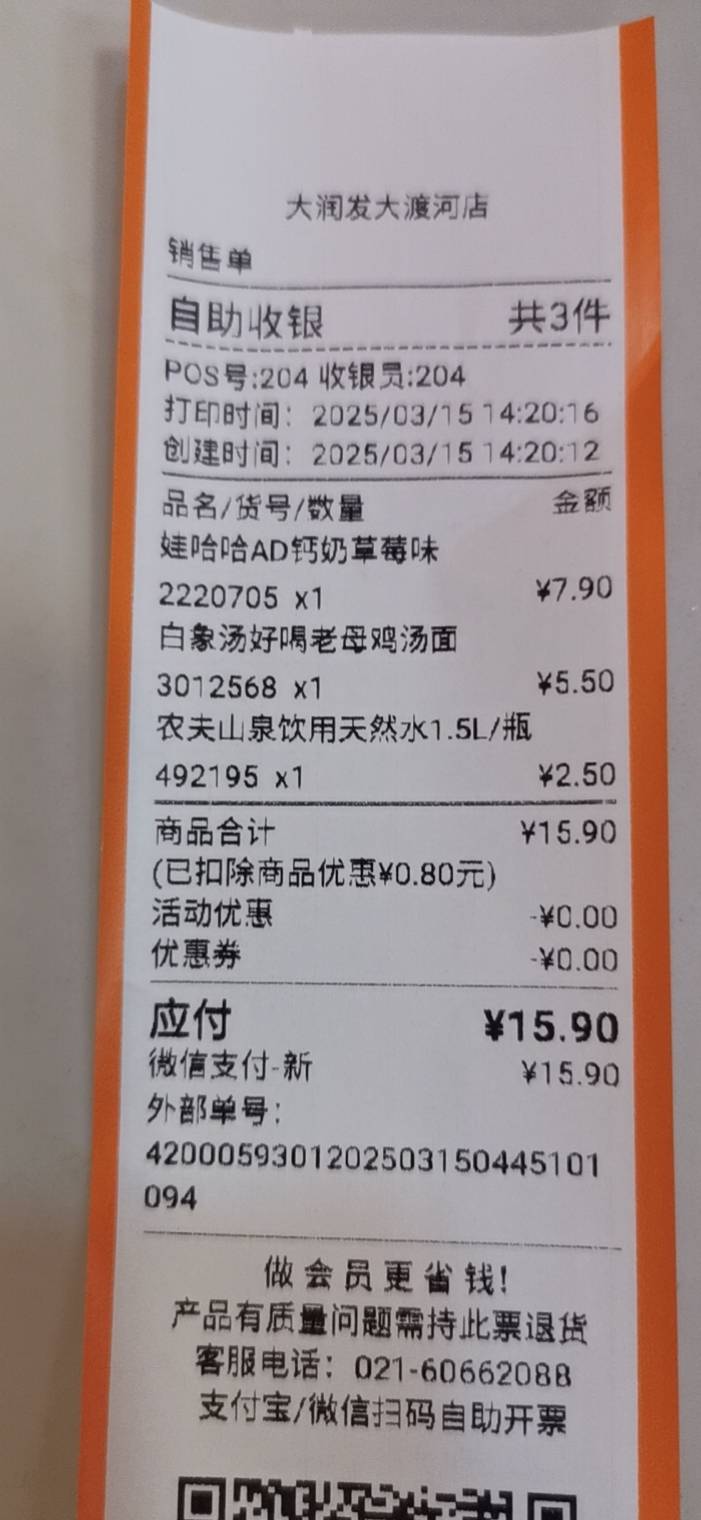 大润发大渡河店
销售单
自助收银 共3件
POS号:204 收银员:204
打印时间: 2025/03/15 14:20:16
创建时间: 2025/03/15 14:20:12
品名/货号/数量 金额
娃哈哈AD钙奶草莓味
2220705 x1 ¥7.90
白象汤好喝老母鸡汤面
3012568 x1 ¥5.50
农夫山泉饮用天然水1.5L/瓶
492195 x1 ¥2.50
商品合计 ¥15.90
(已扣除商品优惠¥0.80元)
活动优惠 -¥0.00
优惠券 -¥0.00
应付 ¥15.90
微信支付-新 ¥15.90
外部单号:
4200059301202503150445101
094
做会员更省钱!
产品有质量问题需持此票退货
客服电话: 021-60662088
支付宝/微信扫码自助开票